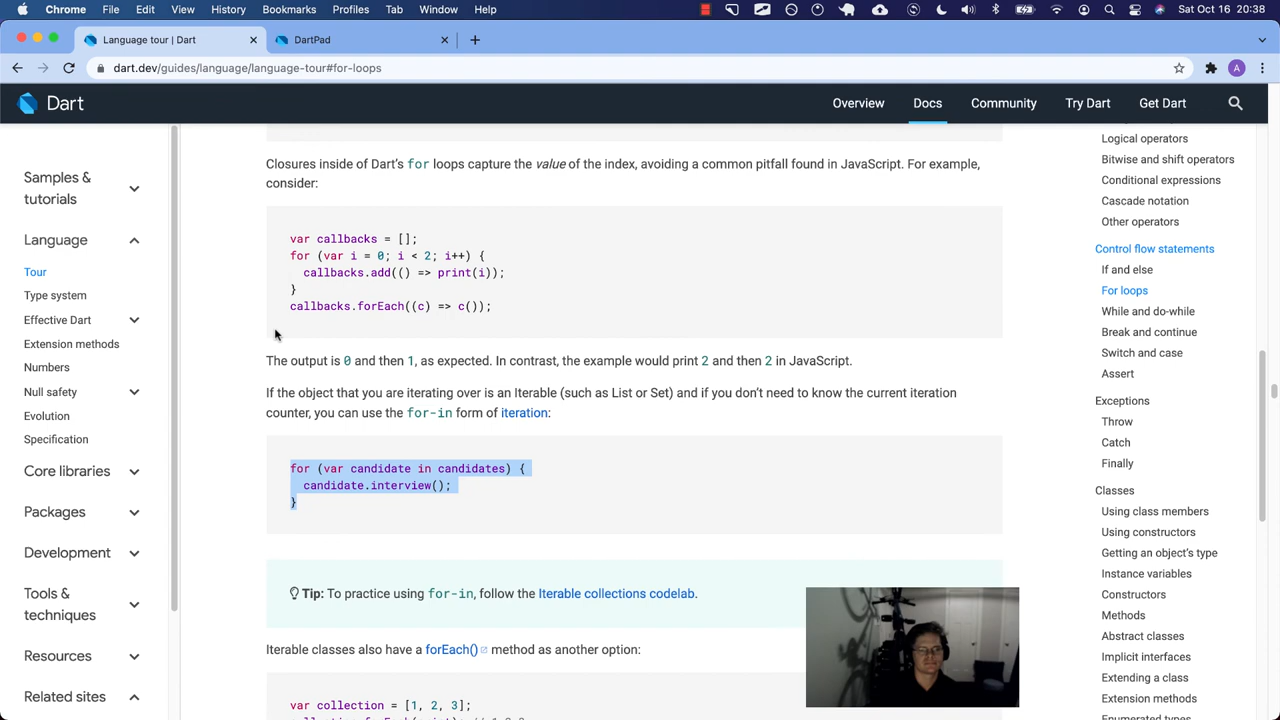 Chrome File Edit View History Bookmarks Profiles Tab Window Help Sat Oct 16 20:38
Language tour | Dart DartPad
dart.dev/guides/language/language-tour#for-loops A
Dart Overview Docs Community Try Dart Get Dart
Samples & tutorials
Language
Tour
Type system
Effective Dart
Extension methods
Numbers
Null safety
Evolution
Specification
Core libraries
Packages
Development
Tools &
techniques
Resources
Related sites
Closures inside of Dart’s for loops capture the value of the index, avoiding a common pitfall found in JavaScript. For example,
consider:
var callbacks = [];
for (var i = 0; i < 2; i++) {
callbacks.add(() => print(i));
}
callbacks.forEach((c) => c());
The output is 0 and then 1, as expected. In contrast, the example would print 2 and then 2 in JavaScript.
If the object that you are iterating over is an Iterable (such as List or Set) and if you don’t need to know the current iteration
counter, you can use the for-in form of iteration:
for (var candidate in candidates) {
candidate.interview();
}
Tip: To practice using for-in, follow the Iterable collections codelab.
Iterable classes also have a forEach() method as another option:
var collection = [1, 2, 3];
Logical operators
Bitwise and shift operators
Conditional expressions
Cascade notation
Other operators
Control flow statements
If and else
For loops
While and do-while
Break and continue
Switch and case
Assert
Exceptions
Throw
Catch
Finally
Classes
Using class members
Using constructors
Getting an object’s type
Instance variables
Constructors
Methods
Abstract classes
Implicit interfaces
Extending a class
Extension methods
Enumerated types